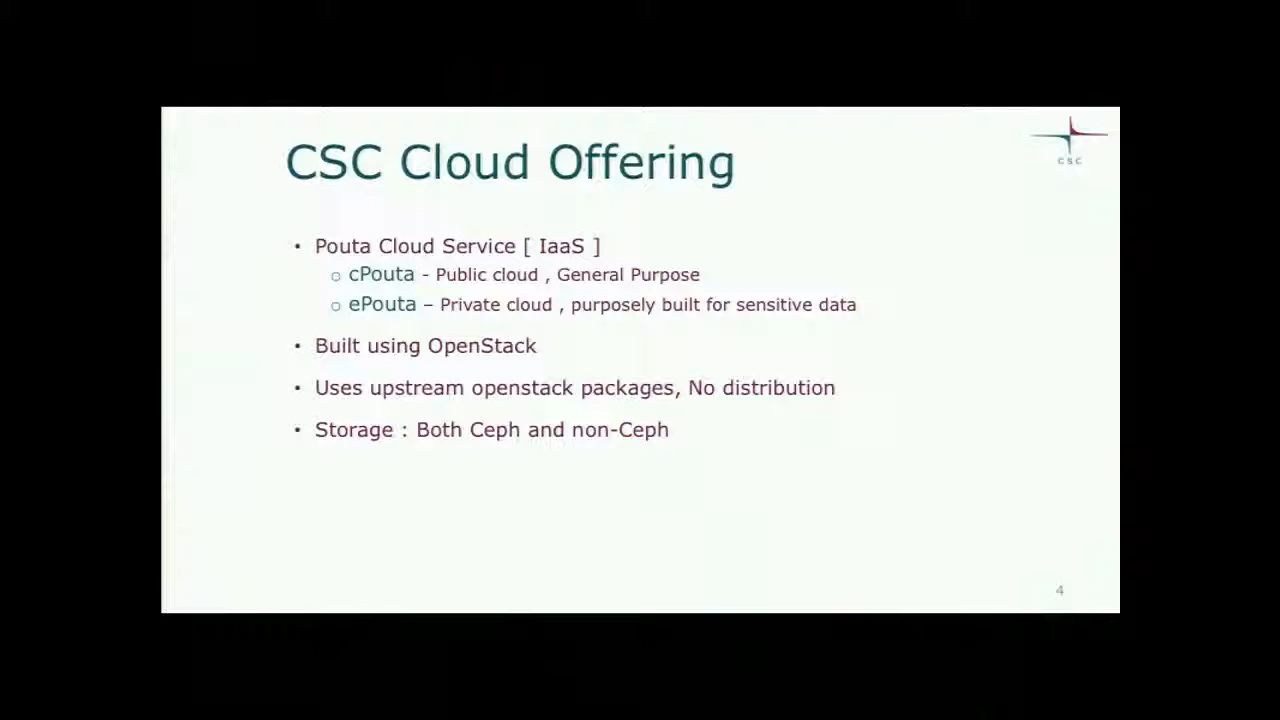 CSC Cloud Offering
CSC
• Pouta Cloud Service [ IaaS ]
○ cPouta - Public cloud , General Purpose
○ ePouta – Private cloud , purposely built for sensitive data
• Built using OpenStack
• Uses upstream openstack packages, No distribution
• Storage : Both Ceph and non-Ceph
4